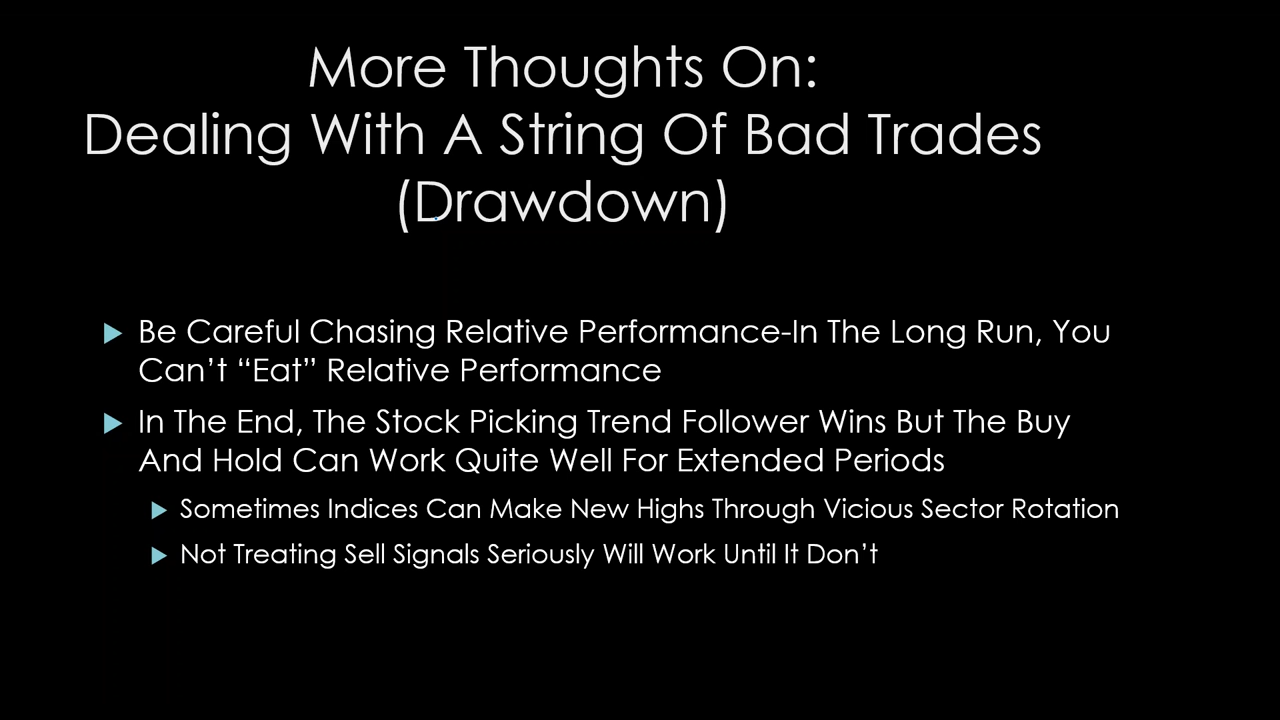 More Thoughts On:
Dealing With A String Of Bad Trades
(Drawdown)
Be Careful Chasing Relative Performance-In The Long Run, You
Can’t “Eat” Relative Performance
In The End, The Stock Picking Trend Follower Wins But The Buy
And Hold Can Work Quite Well For Extended Periods
Sometimes Indices Can Make New Highs Through Vicious Sector Rotation
Not Treating Sell Signals Seriously Will Work Until It Don’t